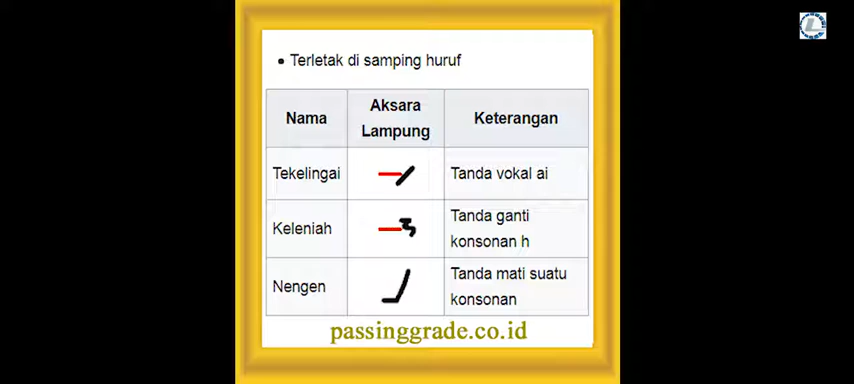 • Terletak di samping huruf
Nama
Aksara
Lampung
Keterangan
Tekelingai
Tanda vokal ai
Keleniah
Tanda ganti
konsonan h
Nengen
Tanda mati suatu
konsonan
passinggrade.co.id